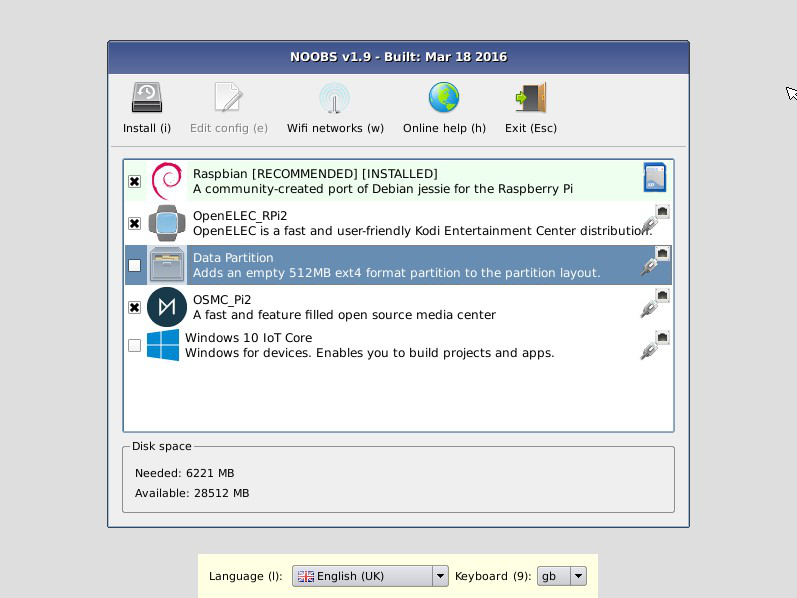 NOOBS v1.9 - Built: Mar 18 2016
Install (i) Edit config (e) Wifi networks (w) Online help (h) Exit (Esc)
Raspbian [RECOMMENDED] [INSTALLED]
A community-created port of Debian jessie for the Raspberry Pi
OpenELEC_RPi2
OpenELEC is a fast and user-friendly Kodi Entertainment Center distribution.
Data Partition
Adds an empty 512MB ext4 format partition to the partition layout.
OSMC_Pi2
A fast and feature filled open source media center
Windows 10 IoT Core
Windows for devices. Enables you to build projects and apps.
Disk space
Needed: 6221 MB
Available: 28512 MB
Language (l): English (UK) Keyboard (9): gb